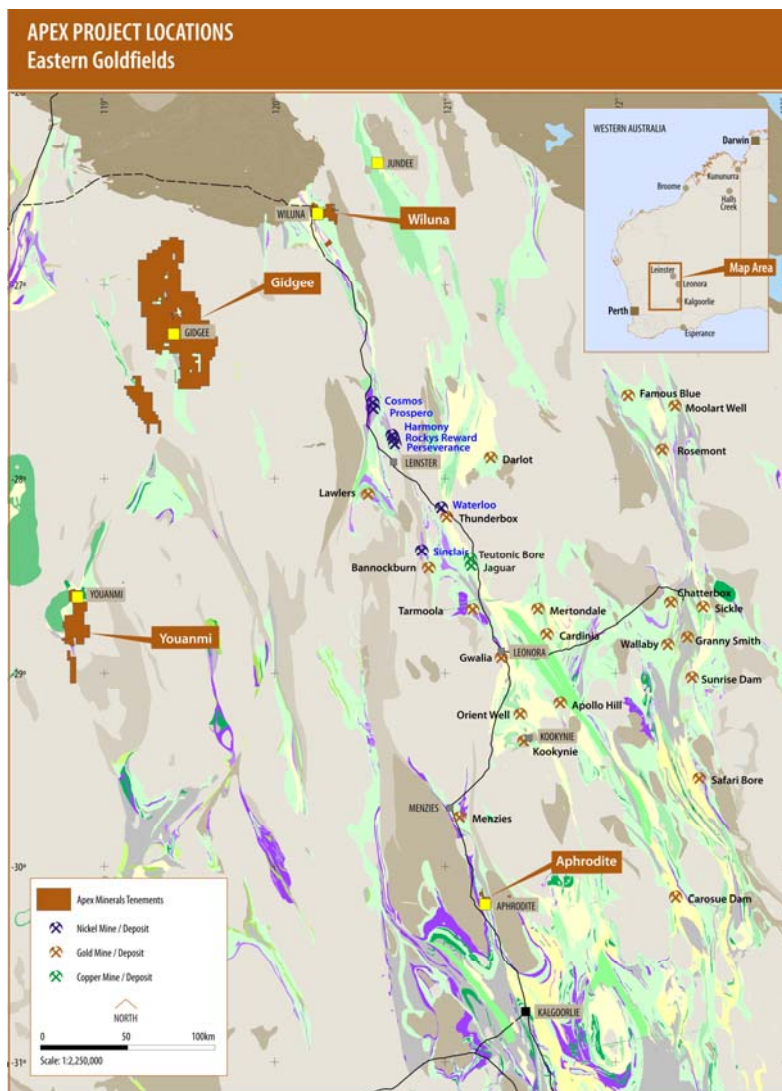 APEX PROJECT LOCATIONS
Eastern Goldfields
119°
120°
121°
WESTERN AUSTRALIA
Darwin
Kununurra
Broome
Halls
Creek
Leinster
Map Area
Leonora
Kalgoorlie
Perth
Esperance
JUNDEE
WILUNA
Wiluna
-27°
Gidgee
GIDGEE
Cosmos
Prospero
Harmony
Rockys Reward
Perseverance
LEINSTER
Darlot
Famous Blue
Moolart Well
Rosemont
-28°
Lawlers
Waterloo
Thunderbox
Sinclair
Teutonic Bore
Jaguar
Bannockburn
YOUANMI
Youanmi
Tarmoola
Mertondale
Cardinia
Chatterbox
Sickle
Wallaby
Granny Smith
LEONORA
Gwalia
-29°
Sunrise Dam
Apollo Hill
Orient Well
KOOKYNIE
Kookynie
Safari Bore
MENZIES
Menzies
-30°
Aphrodite
APHRODITE
Carosue Dam
KALGOORLIE
-31°
Apex Minerals Tenements
Nickel Mine / Deposit
Gold Mine / Deposit
Copper Mine / Deposit
NORTH
0 50 100km
Scale: 1:2,250,000